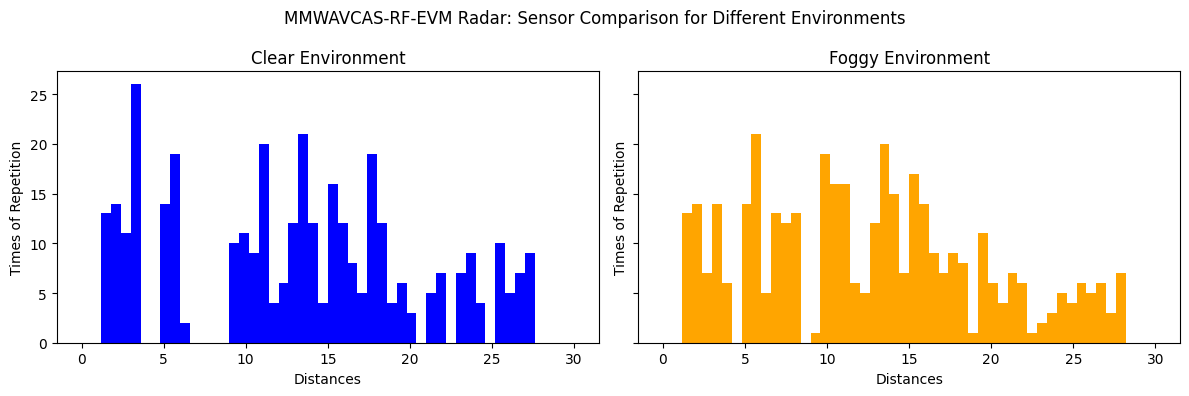 MMWAVCAS-RF-EVM Radar: Sensor Comparison for Different Environments
Clear Environment
Times of Repetition
25
20
15
10
5
0
0 5 10 15 20 25 30
Distances
Foggy Environment
Times of Repetition
0 5 10 15 20 25 30
Distances